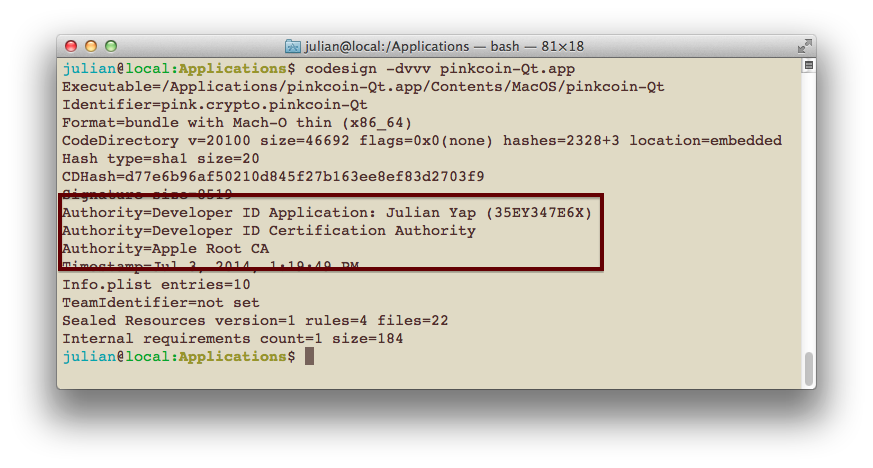 julian@local:/Applications — bash — 81×18
julian@local:Applications$ codesign -dvvv pinkcoin-Qt.app
Executable=/Applications/pinkcoin-Qt.app/Contents/MacOS/pinkcoin-Qt
Identifier=pink.crypto.pinkcoin-Qt
Format=bundle with Mach-O thin (x86_64)
CodeDirectory v=20100 size=46692 flags=0x0(none) hashes=2328+3 location=embedded
Hash type=sha1 size=20
CDHash=d77e6b96af50210d845f27b163ee8ef83d2703f9
Signature size=8519
Authority=Developer ID Application: Julian Yap (35EY347E6X)
Authority=Developer ID Certification Authority
Authority=Apple Root CA
Timestamp=Jul 3, 2014, 1:19:49 PM
Info.plist entries=10
TeamIdentifier=not set
Sealed Resources version=1 rules=4 files=22
Internal requirements count=1 size=184
julian@local:Applications$